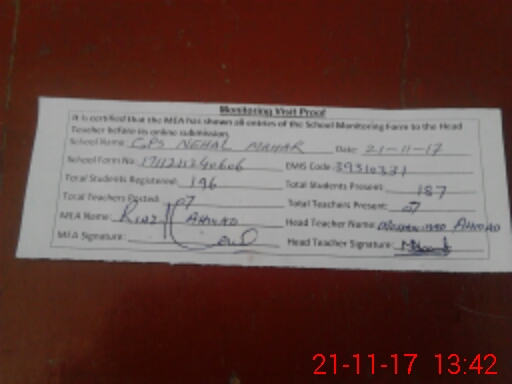 Monitoring Visit Proof
It is certified that the MEA has shown all entries of the School Monitoring Form to the Head
Teacher before its online submission.
School Name: GPS NEHAL MAHAR Date: 21-11-17
School Form No: EMIS Code: 39310331
Total Students Registered: 196 Total Students Present: 187
Total Teachers Posted: 07 Total Teachers Present: 07
MEA Name: Riaz Ahmad Head Teacher Name: Ahmad
MEA Signature: Head Teacher Signature:
21-11-17 13:42